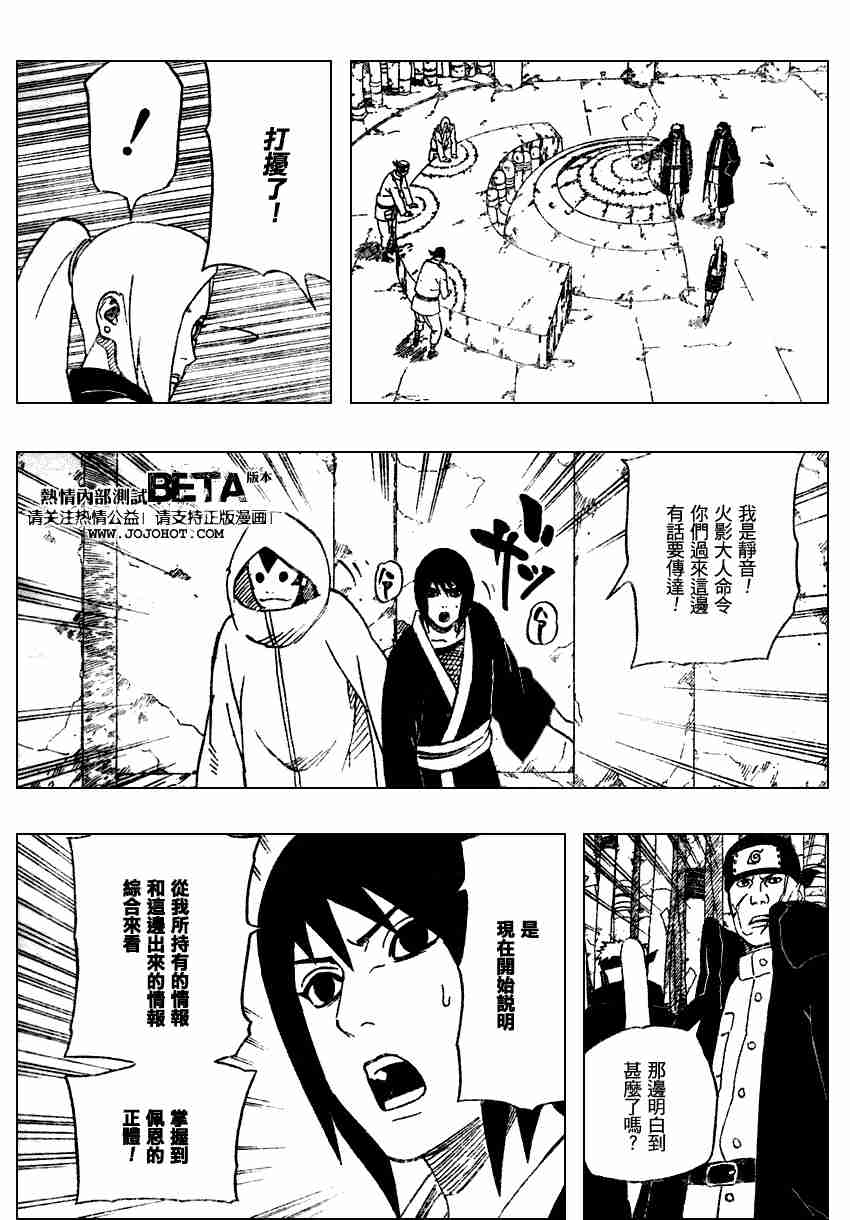 打擾了！
！
我是靜音！
火影大人命令
你們過來這邊
有話要傳達！
ザッ
熱情內部測試BETA版本
请关注热情公益! 请支持正版漫画!
WWW.JOJOHOT.COM
那邊明白到
甚麼了嗎？
是
現在開始說明
從我所持有的情報
和這邊出來的情報
綜合來看
掌握到
佩恩的
正體！